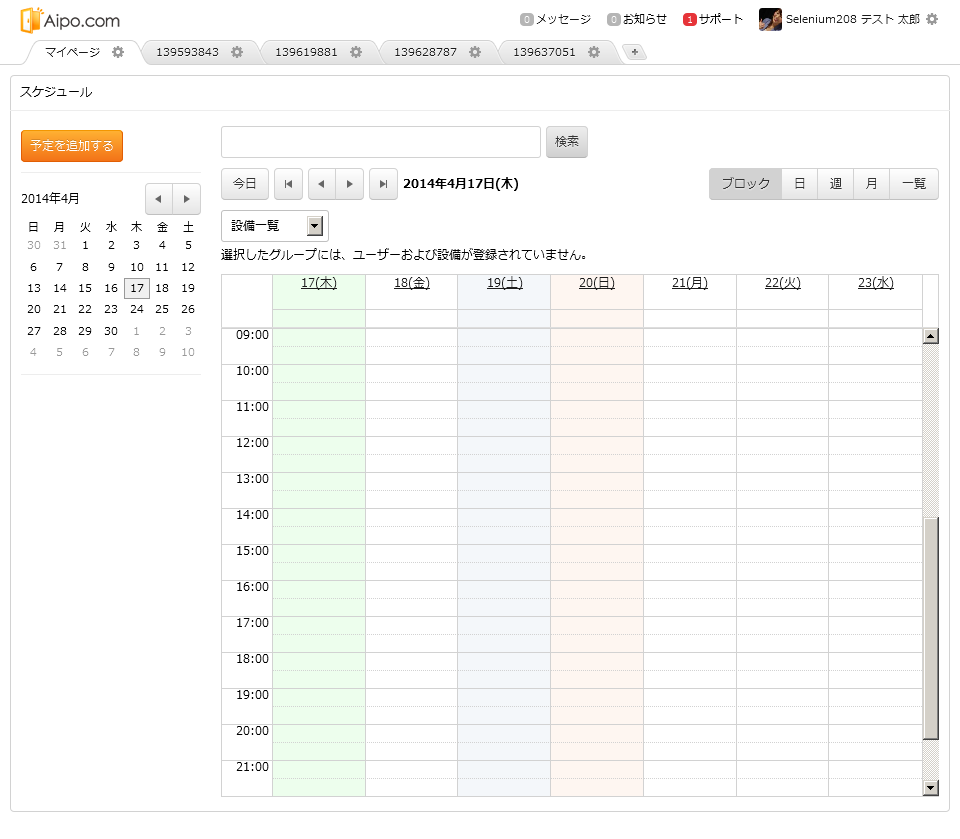 Aipo.com
0 メッセージ 0 お知らせ 1 サポート Selenium208 テスト 太郎
マイページ 139593843 139619881 139628787 139637051 +
スケジュール
予定を追加する
検索
2014年4月
日 月 火 水 木 金 土
30 31 1 2 3 4 5
6 7 8 9 10 11 12
13 14 15 16 17 18 19
20 21 22 23 24 25 26
27 28 29 30 1 2 3
4 5 6 7 8 9 10
今日 2014年4月17日(木) ブロック 日 週 月 一覧
設備一覧
選択したグループには、ユーザーおよび設備が登録されていません。
17(木) 18(金) 19(土) 20(日) 21(月) 22(火) 23(水)
09:00
10:00
11:00
12:00
13:00
14:00
15:00
16:00
17:00
18:00
19:00
20:00
21:00